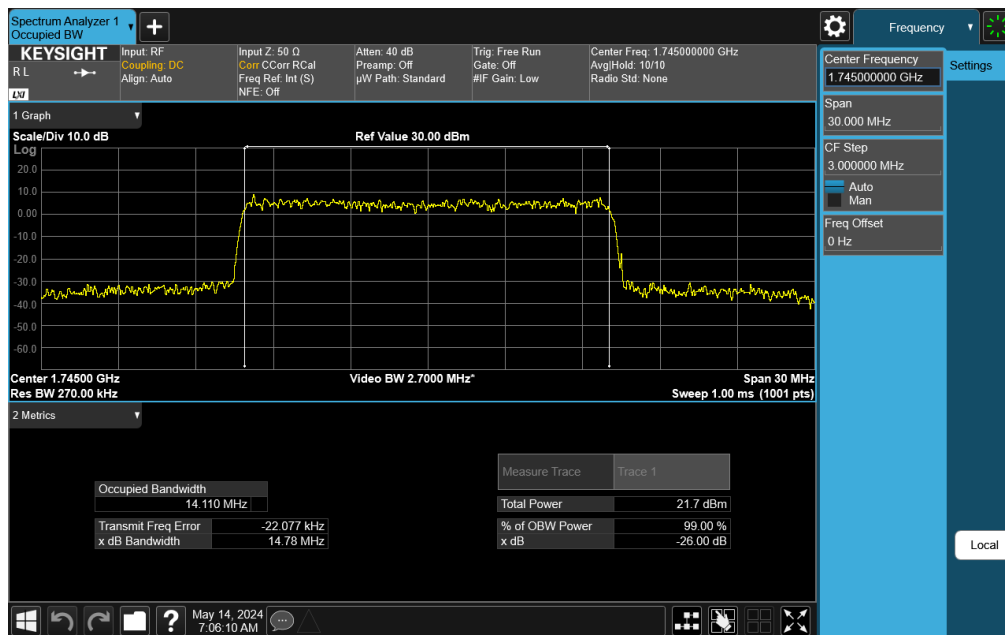 Spectrum Analyzer 1
Occupied BW
Frequency
KEYSIGHT
R L
LXI
Input: RF
Coupling: DC
Align: Auto
Input Z: 50 Ω
Corr CCorr RCal
Freq Ref: Int (S)
NFE: Off
Atten: 40 dB
Preamp: Off
µW Path: Standard
Trig: Free Run
Gate: Off
#IF Gain: Low
Center Freq: 1.745000000 GHz
Avg|Hold: 10/10
Radio Std: None
Center Frequency
1.745000000 GHz
Settings
Span
30.000 MHz
CF Step
3.000000 MHz
Auto
Man
Freq Offset
0 Hz
Local
1 Graph
Scale/Div 10.0 dB
Ref Value 30.00 dBm
Log
20.0
10.0
0.00
-10.0
-20.0
-30.0
-40.0
-50.0
-60.0
Center 1.74500 GHz
Video BW 2.7000 MHz*
Span 30 MHz
Res BW 270.00 kHz
Sweep 1.00 ms (1001 pts)
2 Metrics
Measure Trace
Trace 1
Occupied Bandwidth
14.110 MHz
Total Power
21.7 dBm
Transmit Freq Error
-22.077 kHz
% of OBW Power
99.00 %
x dB Bandwidth
14.78 MHz
x dB
-26.00 dB
?
May 14, 2024
7:06:10 AM